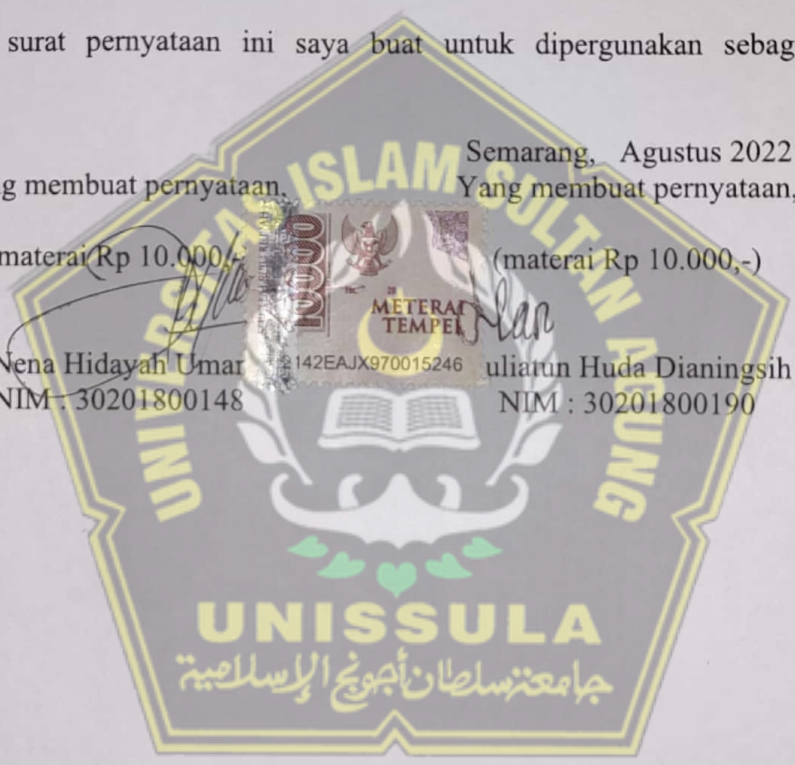 surat pernyataan ini saya buat untuk dipergunakan sebag
Semarang, Agustus 2022
g membuat pernyataan, Yang membuat pernyataan,
materai Rp 10.000,- (materai Rp 10.000,-)
10000
METERAI
TEMPEL
Nena Hidayah Umar 142EAJX970015246 uliatun Huda Dianingsih
NIM : 30201800148 NIM : 30201800190
UNIVERSITAS ISLAM SULTAN AGUNG
UNISSULA
جامعة سلطان أجونج الإسلامية